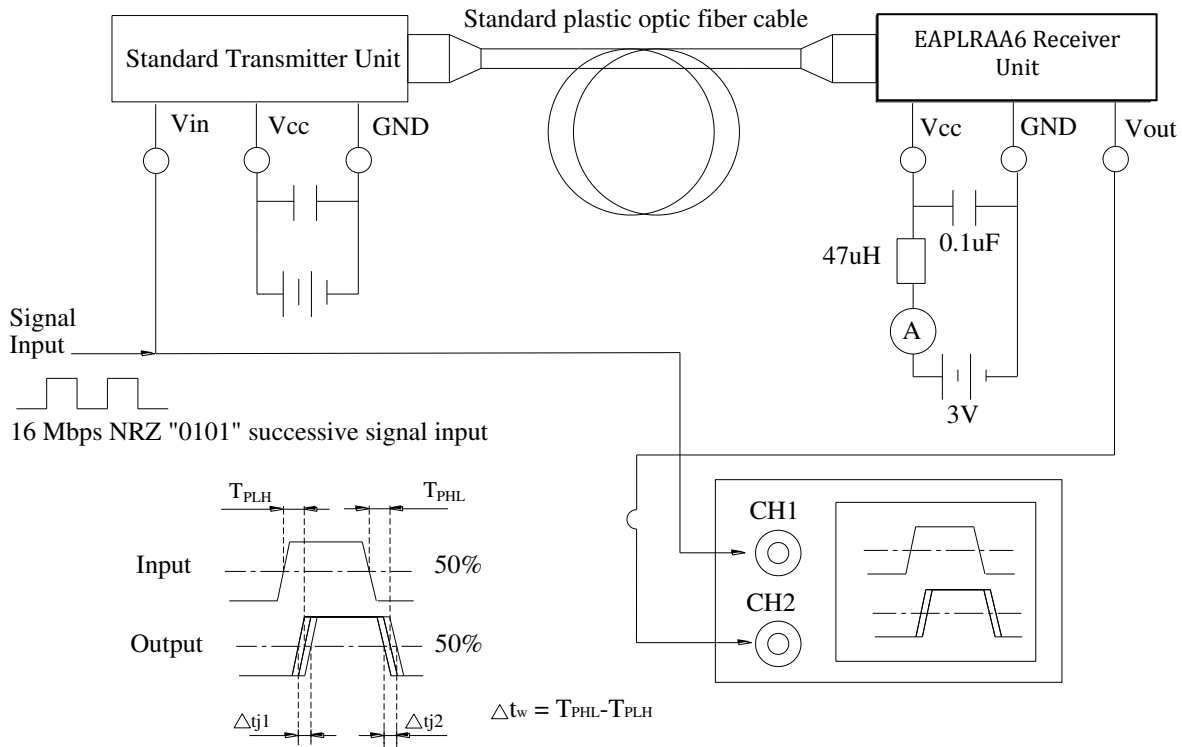 Standard plastic optic fiber cable
Standard Transmitter Unit
EAPLRAA6 Receiver
Unit
Vin
Vcc
GND
Vcc
GND
Vout
47uH
0.1uF
A
3V
Signal
Input
16 Mbps NRZ "0101" successive signal input
TPLH
TPHL
Input
50%
Output
50%
△tj1
△tj2
△tw = TPHL-TPLH
CH1
CH2